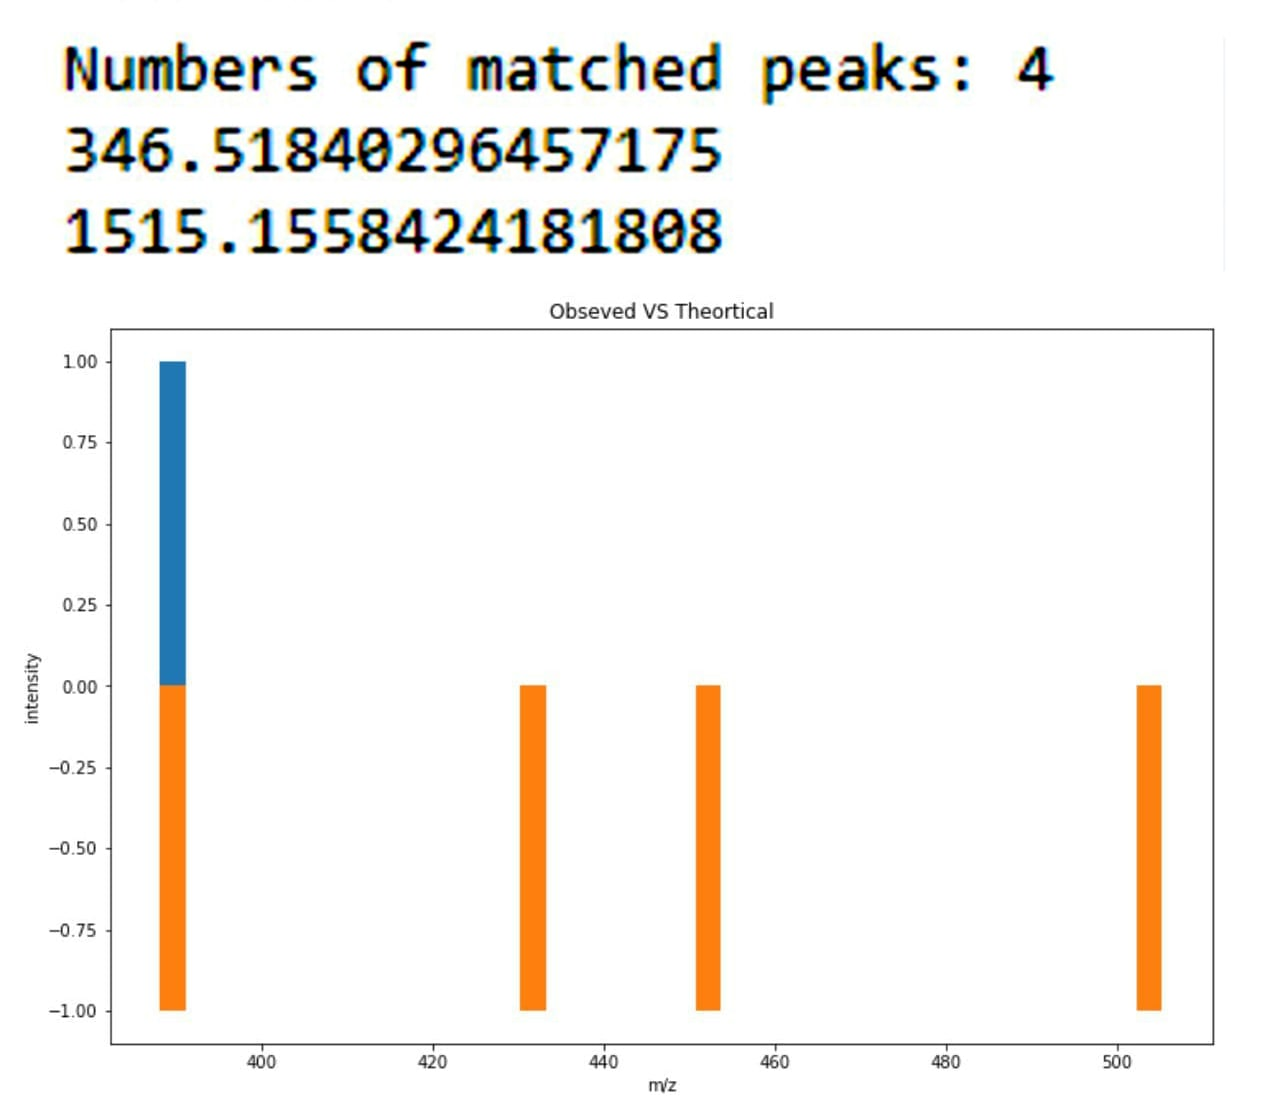 Numbers of matched peaks: 4
346.51840296457175
1515.1558424181808
Obseved VS Theortical
1.00
0.75
0.50
0.25
0.00
−0.25
−0.50
−0.75
−1.00
intensity
400 420 440 460 480 500
m/z